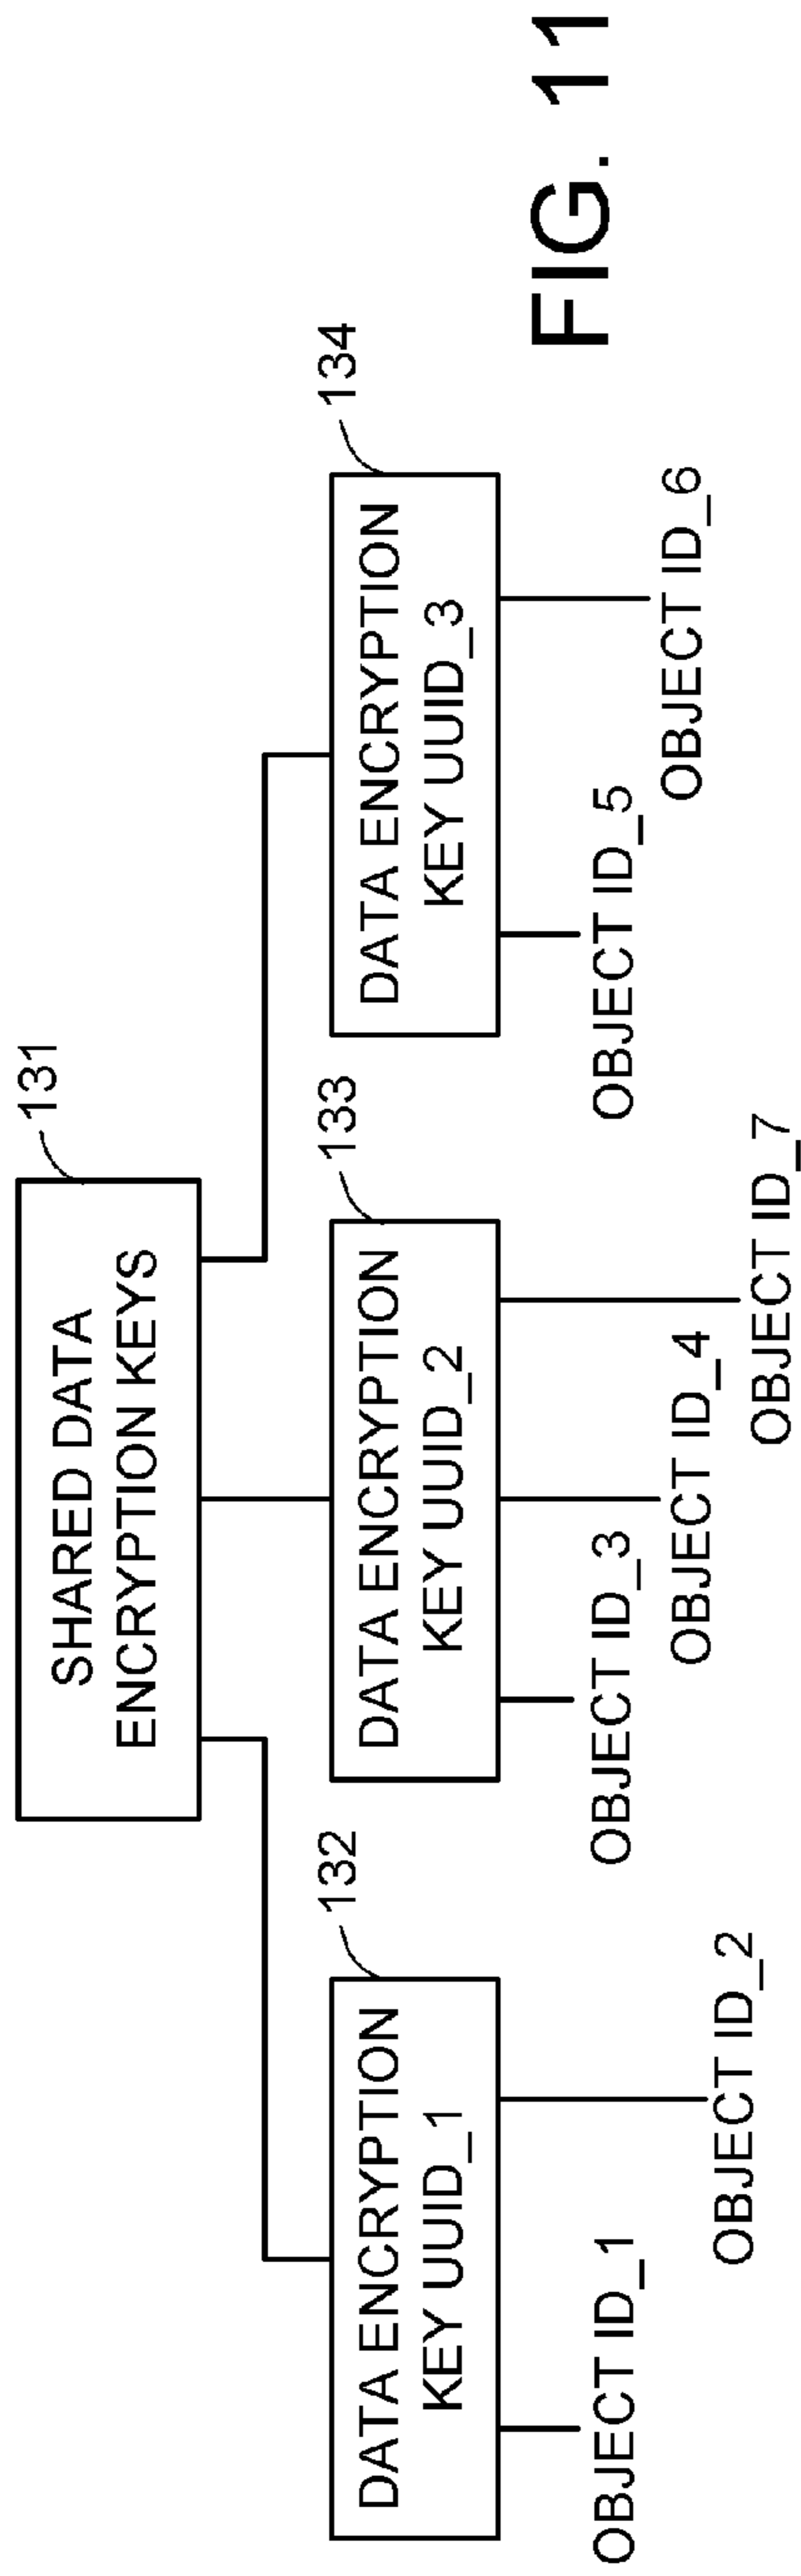 SHARED DATA
ENCRYPTION KEYS
131
132
133
134
DATA ENCRYPTION
KEY UUID_1
DATA ENCRYPTION
KEY UUID_2
DATA ENCRYPTION
KEY UUID_3
OBJECT ID_1
OBJECT ID_2
OBJECT ID_3
OBJECT ID_4
OBJECT ID_7
OBJECT ID_5
OBJECT ID_6
FIG. 11